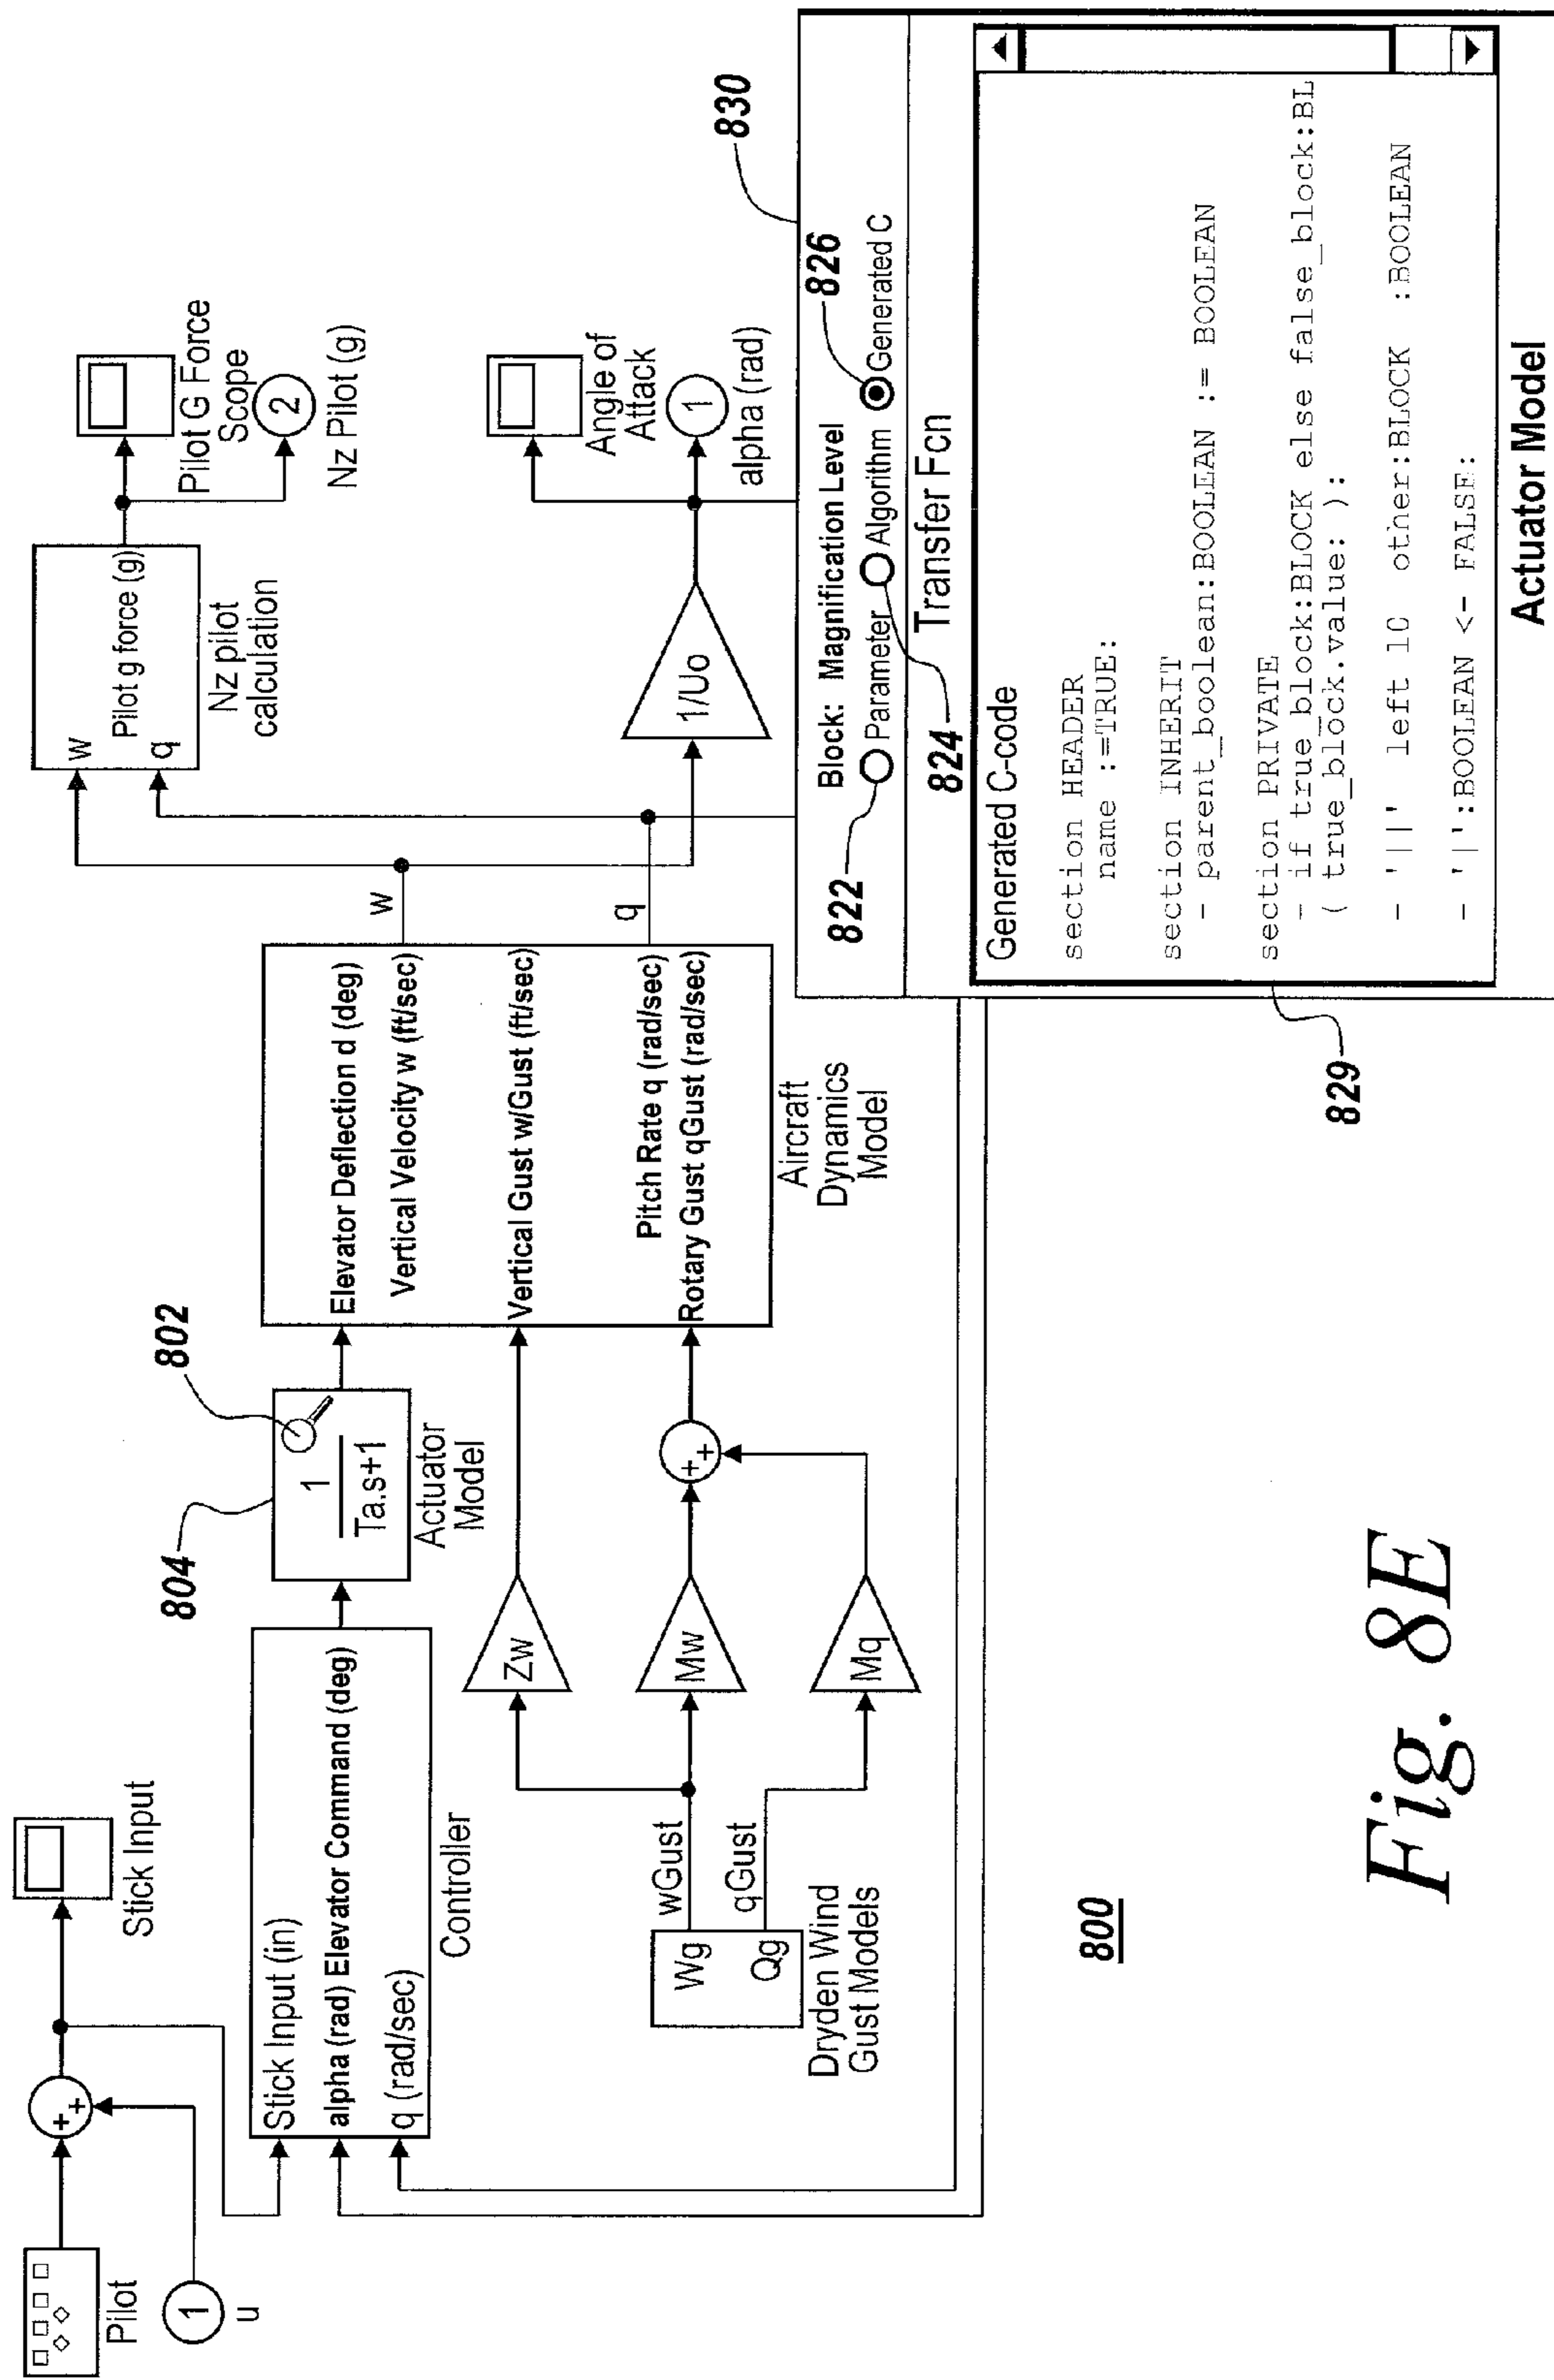 Pilot
1
u
+
+
Stick Input
Stick Input (in)
alpha (rad) Elevator Command (deg)
q (rad/sec)
Controller
804
802
1
Ta.s+1
Actuator
Model
Elevator Deflection d (deg)
Vertical Velocity w (ft/sec)
Vertical Gust w/Gust (ft/sec)
Pitch Rate q (rad/sec)
Rotary Gust qGust (rad/sec)
Aircraft
Dynamics
Model
Wg
Qg
Dryden Wind
Gust Models
wGust
qGust
Zw
Mw
Mq
+
+
w
q
w
q
Pilot g force (g)
Nz pilot
calculation
Pilot G Force
Scope
2
Nz Pilot (g)
1/Uo
Angle of
Attack
1
alpha (rad)
830
Block: Magnification Level
822
Parameter
824
Algorithm
826
Generated C
Transfer Fcn
829
Generated C-code
section HEADER
name :=TRUE:
section INHERIT
- parent_boolean:BOOLEAN := BOOLEAN
section PRIVATE
- if true_block:BLOCK else false_block:BL
( true_block.value: ):
- '||' left 10 other:BLOCK :BOOLEAN
- '|':BOOLEAN <- FALSE:
Actuator Model
800
Fig. 8E